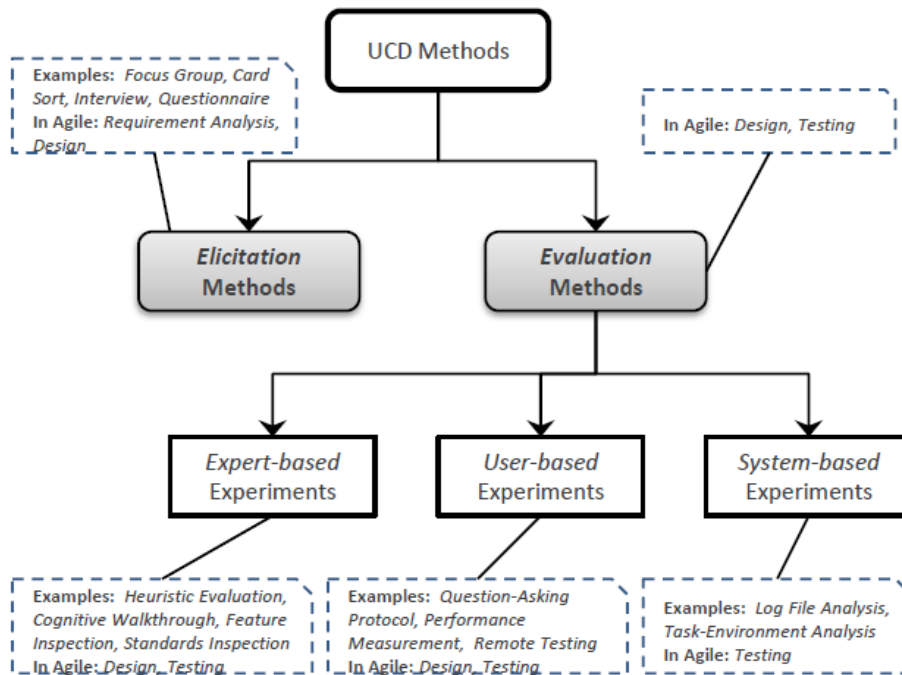 UCD Methods
Examples: Focus Group, Card
Sort, Interview, Questionnaire
In Agile: Requirement Analysis,
Design
In Agile: Design, Testing
Elicitation
Methods
Evaluation
Methods
Expert-based
Experiments
User-based
Experiments
System-based
Experiments
Examples: Heuristic Evaluation,
Cognitive Walkthrough, Feature
Inspection, Standards Inspection
In Agile: Design, Testing
Examples: Question-Asking
Protocol, Performance
Measurement, Remote Testing
In Agile: Design, Testing
Examples: Log File Analysis,
Task-Environment Analysis
In Agile: Testing